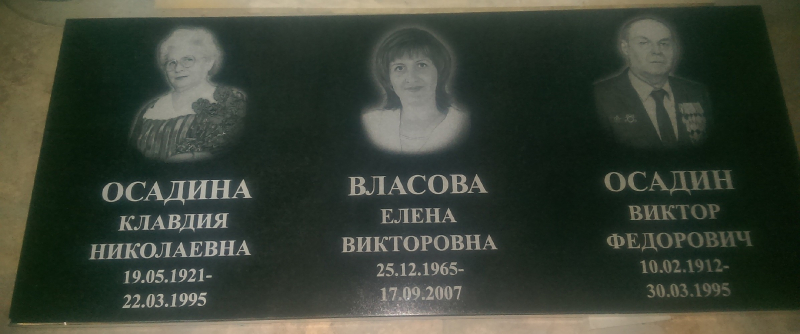 ОСАДИНА
КЛАВДИЯ
НИКОЛАЕВНА
19.05.1921-
22.03.1995
ВЛАСОВА
ЕЛЕНА
ВИКТОРОВНА
25.12.1965-
17.09.2007
ОСАДИН
ВИКТОР
ФЕДОРОВИЧ
10.02.1912-
30.03.1995